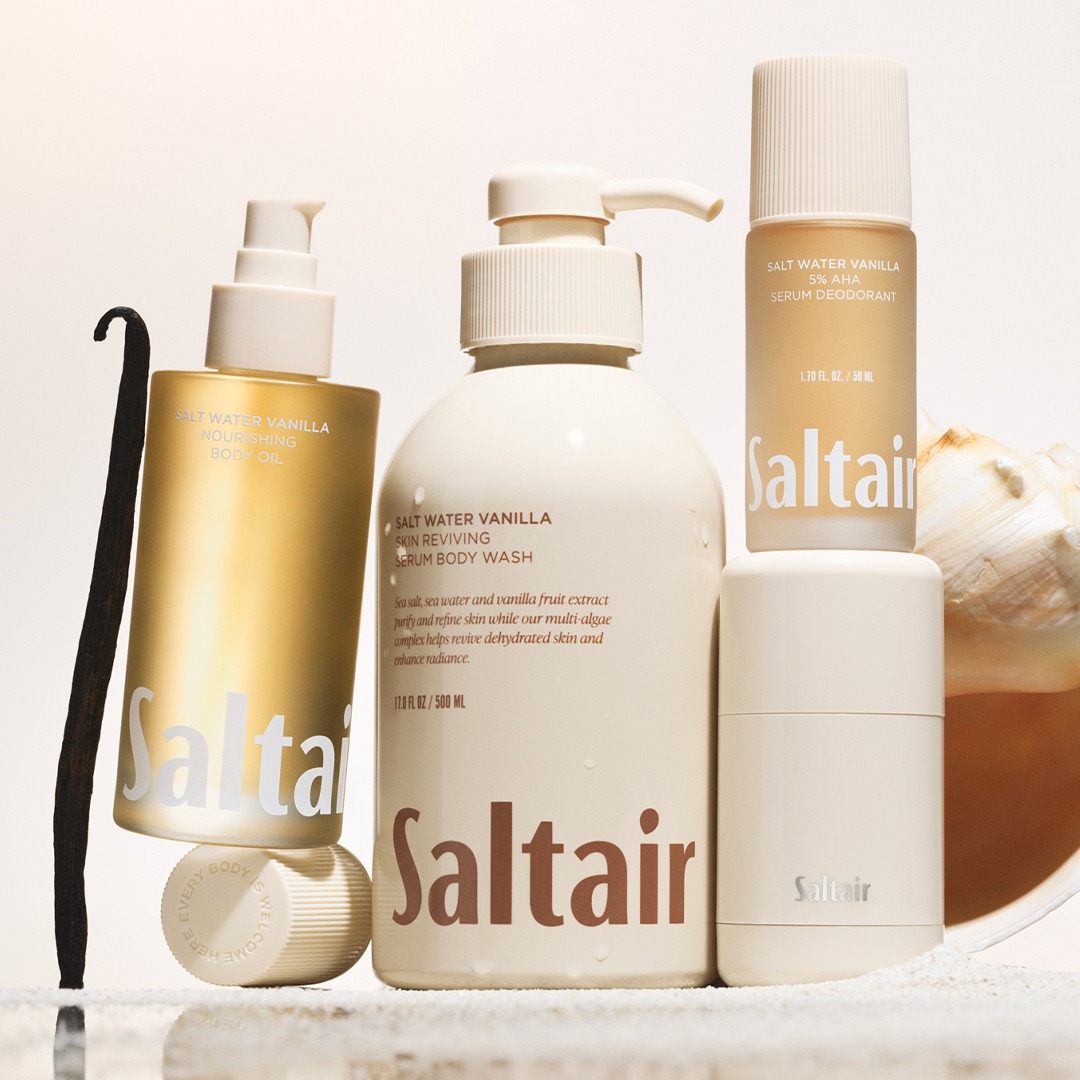 SALT WATER VANILLA
NOURISHING
BODY OIL
Saltai
EVERY BODY IS WELCOME HERE
SALT WATER VANILLA
SKIN REVIVING
SERUM BODY WASH
Sea salt, sea water and vanilla fruit extract
purify and refine skin while our multi-algae
complex helps revive dehydrated skin and
enhance radiance.
17.0 FL OZ / 500 ML
Saltair
SALT WATER VANILLA
5% AHA
SERUM DEODORANT
1.70 FL. OZ. / 50 ML
Saltair
Saltair